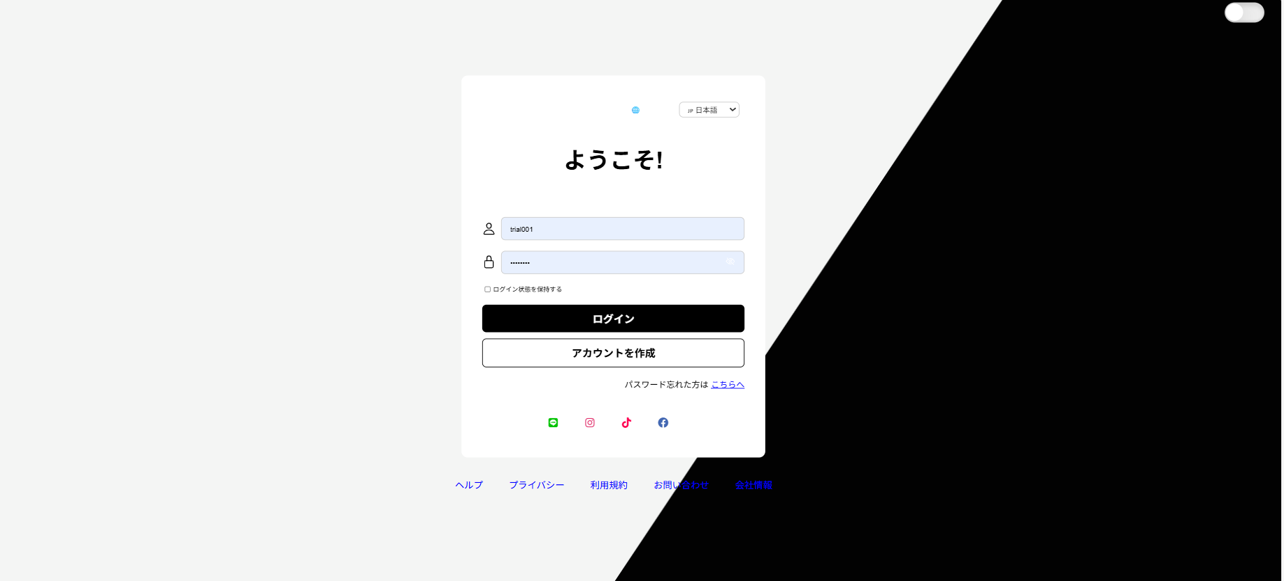 JP 日本語
ようこそ!
trial001
••••••••
ログイン状態を保持する
ログイン
アカウントを作成
パスワード忘れた方は こちらへ
ヘルプ プライバシー 利用規約 お問い合わせ 会社情報